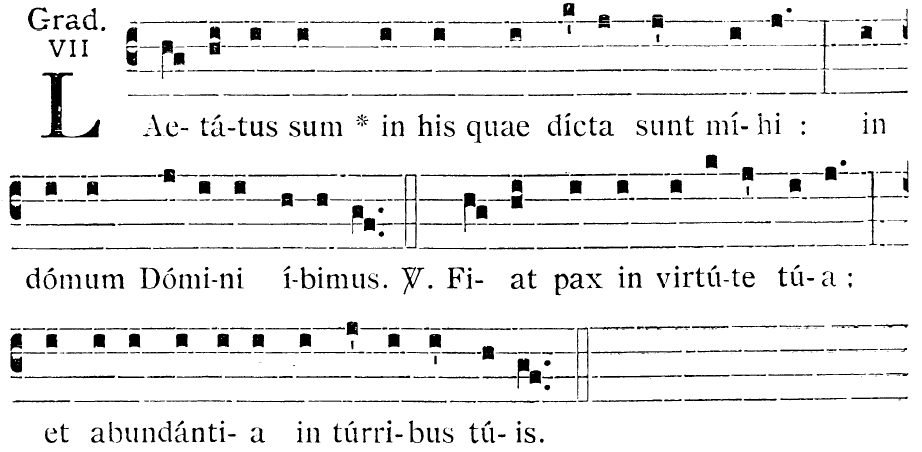 Grad.
VII
LAe- tá-tus sum * in his quae dícta sunt mí- hi : in
dómum Dómi-ni í-bimus. ℣. Fi- at pax in virtú-te tú-a ;
et abundánti- a in túrri-bus tú- is.